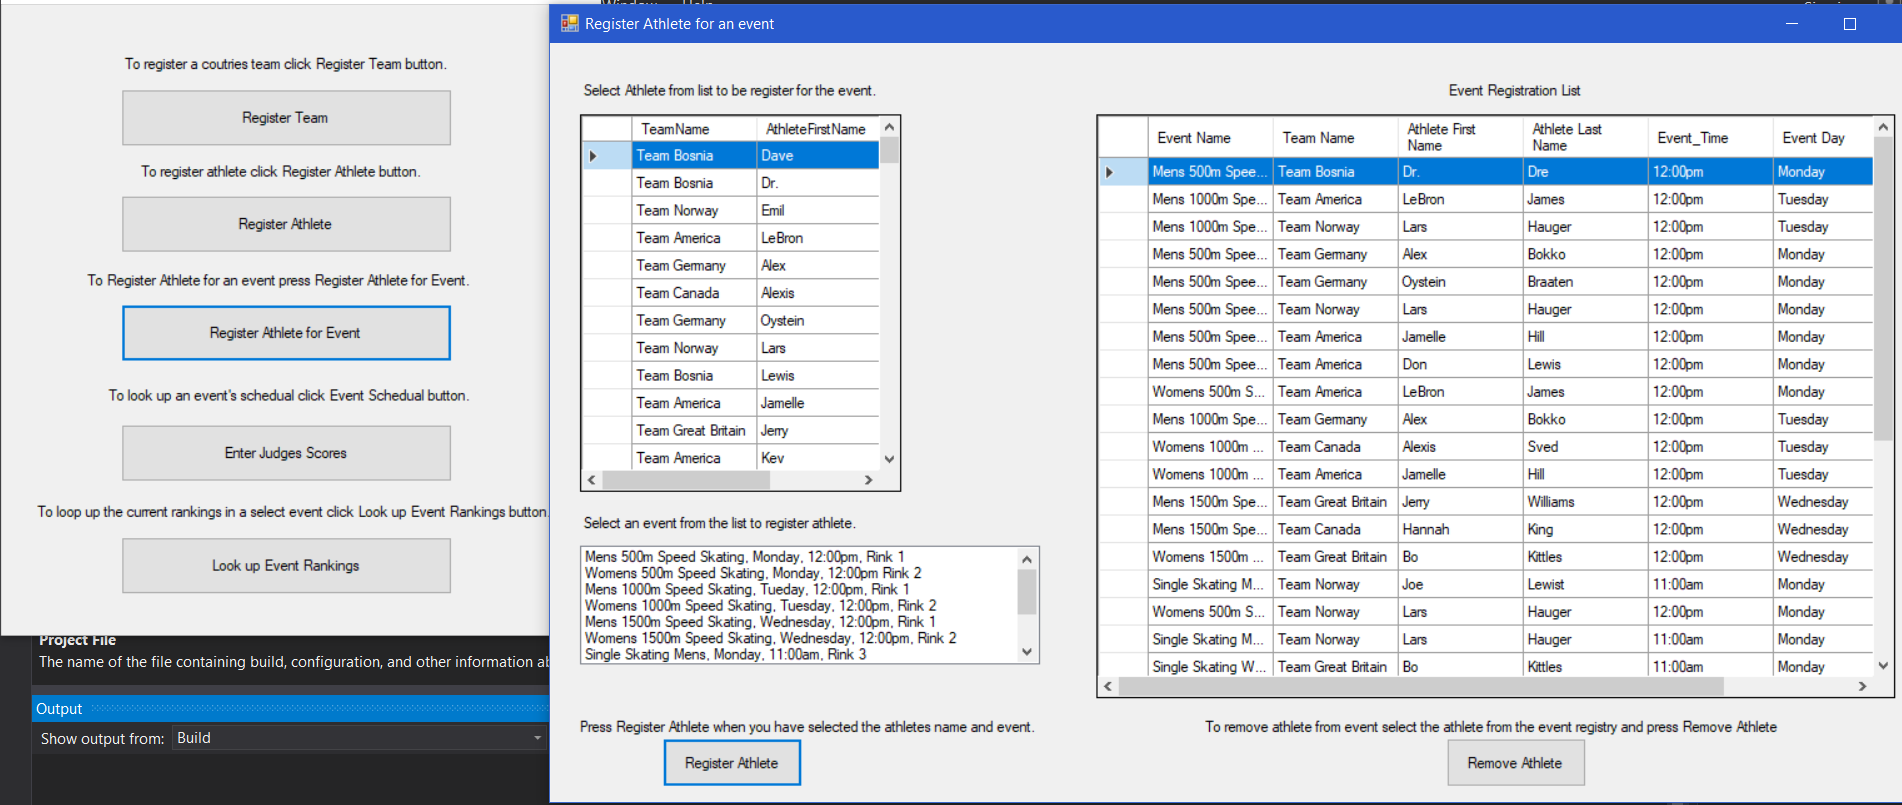 To register a coutries team click Register Team button.
Register Team
To register athlete click Register Athlete button.
Register Athlete
To Register Athlete for an event press Register Athlete for Event.
Register Athlete for Event
To look up an event's schedual click Event Schedual button.
Enter Judges Scores
To loop up the current rankings in a select event click Look up Event Rankings button
Look up Event Rankings
Project File
The name of the file containing build, configuration, and other information
Output
Show output from: Build
Register Athlete for an event
Select Athlete from list to be register for the event.
TeamName AthleteFirstName
Team Bosnia Dave
Team Bosnia Dr.
Team Norway Emil
Team America LeBron
Team Germany Alex
Team Canada Alexis
Team Germany Oystein
Team Norway Lars
Team Bosnia Lewis
Team America Jamelle
Team Great Britain Jerry
Team America Kev
Select an event from the list to register athlete.
Mens 500m Speed Skating, Monday, 12:00pm, Rink 1
Womens 500m Speed Skating, Monday, 12:00pm Rink 2
Mens 1000m Speed Skating, Tueday, 12:00pm, Rink 1
Womens 1000m Speed Skating, Tuesday, 12:00pm, Rink 2
Mens 1500m Speed Skating, Wednesday, 12:00pm, Rink 1
Womens 1500m Speed Skating, Wednesday, 12:00pm, Rink 2
Single Skating Mens, Monday, 11:00am, Rink 3
Press Register Athlete when you have selected the athletes name and event.
Register Athlete
Event Registration List
Event Name Team Name Athlete First Name Athlete Last Name Event_Time Event Day
Mens 500m Spee... Team Bosnia Dr. Dre 12:00pm Monday
Mens 1000m Spe... Team America LeBron James 12:00pm Tuesday
Mens 1000m Spe... Team Norway Lars Hauger 12:00pm Tuesday
Mens 500m Spee... Team Germany Alex Bokko 12:00pm Monday
Mens 500m Spee... Team Germany Oystein Braaten 12:00pm Monday
Mens 500m Spee... Team Norway Lars Hauger 12:00pm Monday
Mens 500m Spee... Team America Jamelle Hill 12:00pm Monday
Mens 500m Spee... Team America Don Lewis 12:00pm Monday
Womens 500m S... Team America LeBron James 12:00pm Monday
Mens 1000m Spe... Team Germany Alex Bokko 12:00pm Tuesday
Womens 1000m ... Team Canada Alexis Sved 12:00pm Tuesday
Womens 1000m ... Team America Jamelle Hill 12:00pm Tuesday
Mens 1500m Spe... Team Great Britain Jerry Williams 12:00pm Wednesday
Mens 1500m Spe... Team Canada Hannah King 12:00pm Wednesday
Womens 1500m ... Team Great Britain Bo Kittles 12:00pm Wednesday
Single Skating M... Team Norway Joe Lewist 11:00am Monday
Womens 500m S... Team Norway Lars Hauger 12:00pm Monday
Single Skating M... Team Norway Lars Hauger 11:00am Monday
Single Skating W... Team Great Britain Bo Kittles 11:00am Monday
To remove athlete from event select the athlete from the event registry and press Remove Athlete
Remove Athlete